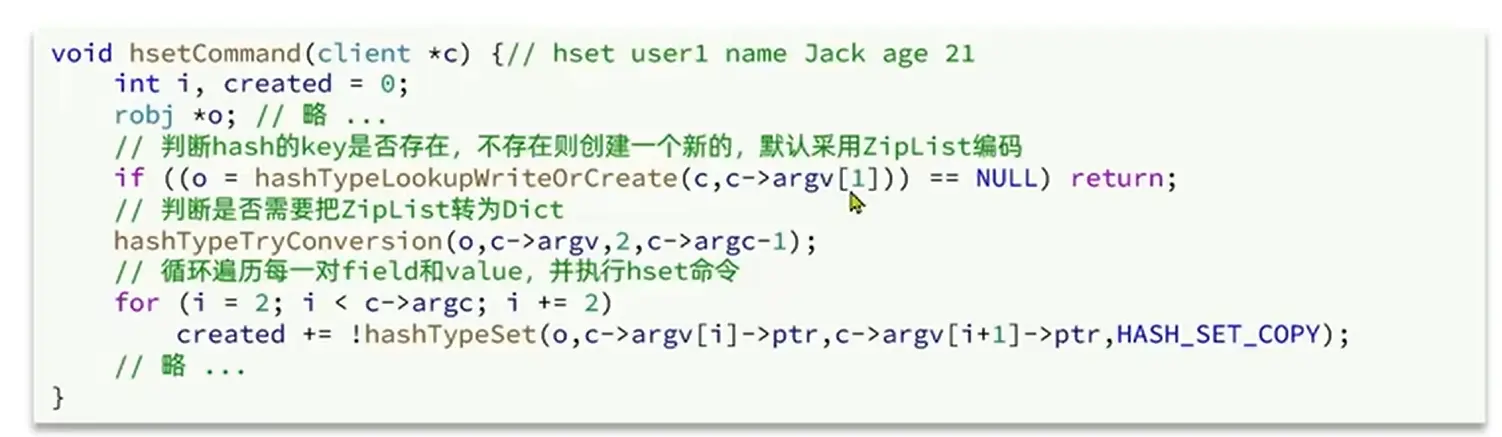 void hsetCommand(client *c) {// hset user1 name Jack age 21
    int i, created = 0;
    robj *o; // 略 ...
    // 判断hash的key是否存在，不存在则创建一个新的，默认采用ZipList编码
    if ((o = hashTypeLookupWriteOrCreate(c,c->argv[1])) == NULL) return;
    // 判断是否需要把ZipList转为Dict
    hashTypeTryConversion(o,c->argv,2,c->argc-1);
    // 循环遍历每一对field和value，并执行hset命令
    for (i = 2; i < c->argc; i += 2)
        created += !hashTypeSet(o,c->argv[i]->ptr,c->argv[i+1]->ptr,HASH_SET_COPY);
    // 略 ...
}